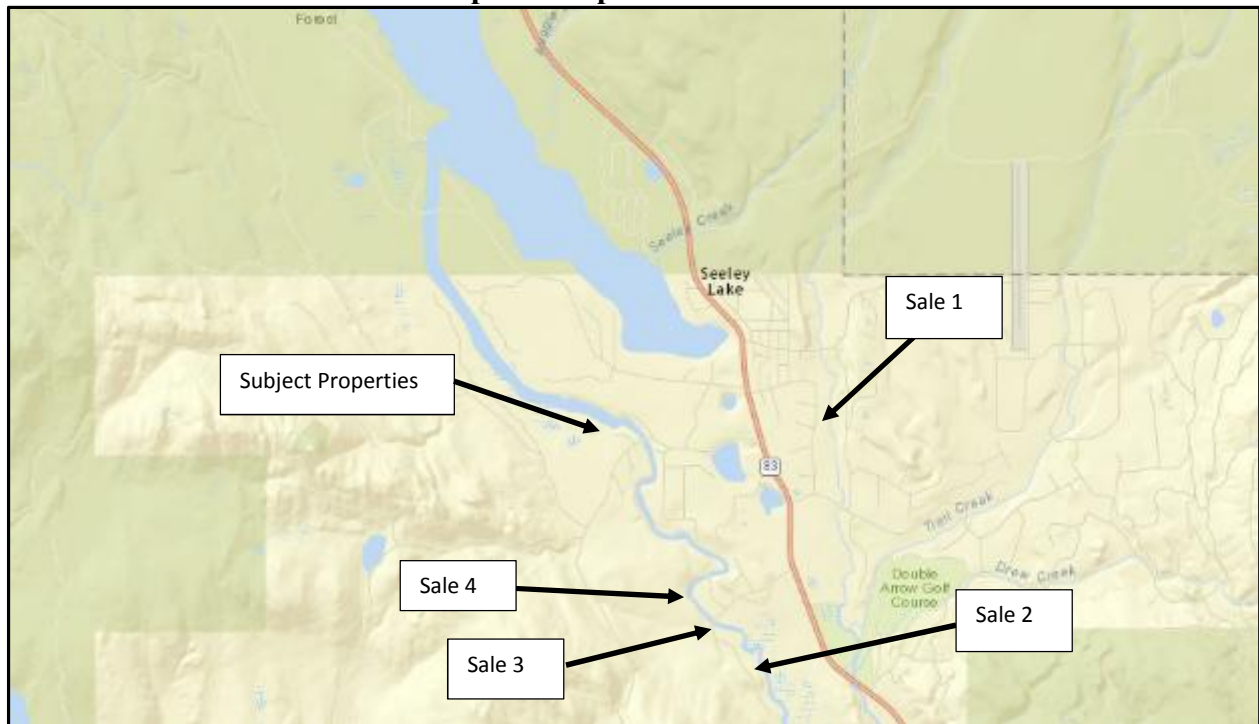 Forest
Seeley Creek
Seeley
Lake
Sale 1
Subject Properties
83
Trail Creek
Drew Creek
Double
Arrow Golf
Course
Sale 4
Sale 2
Sale 3